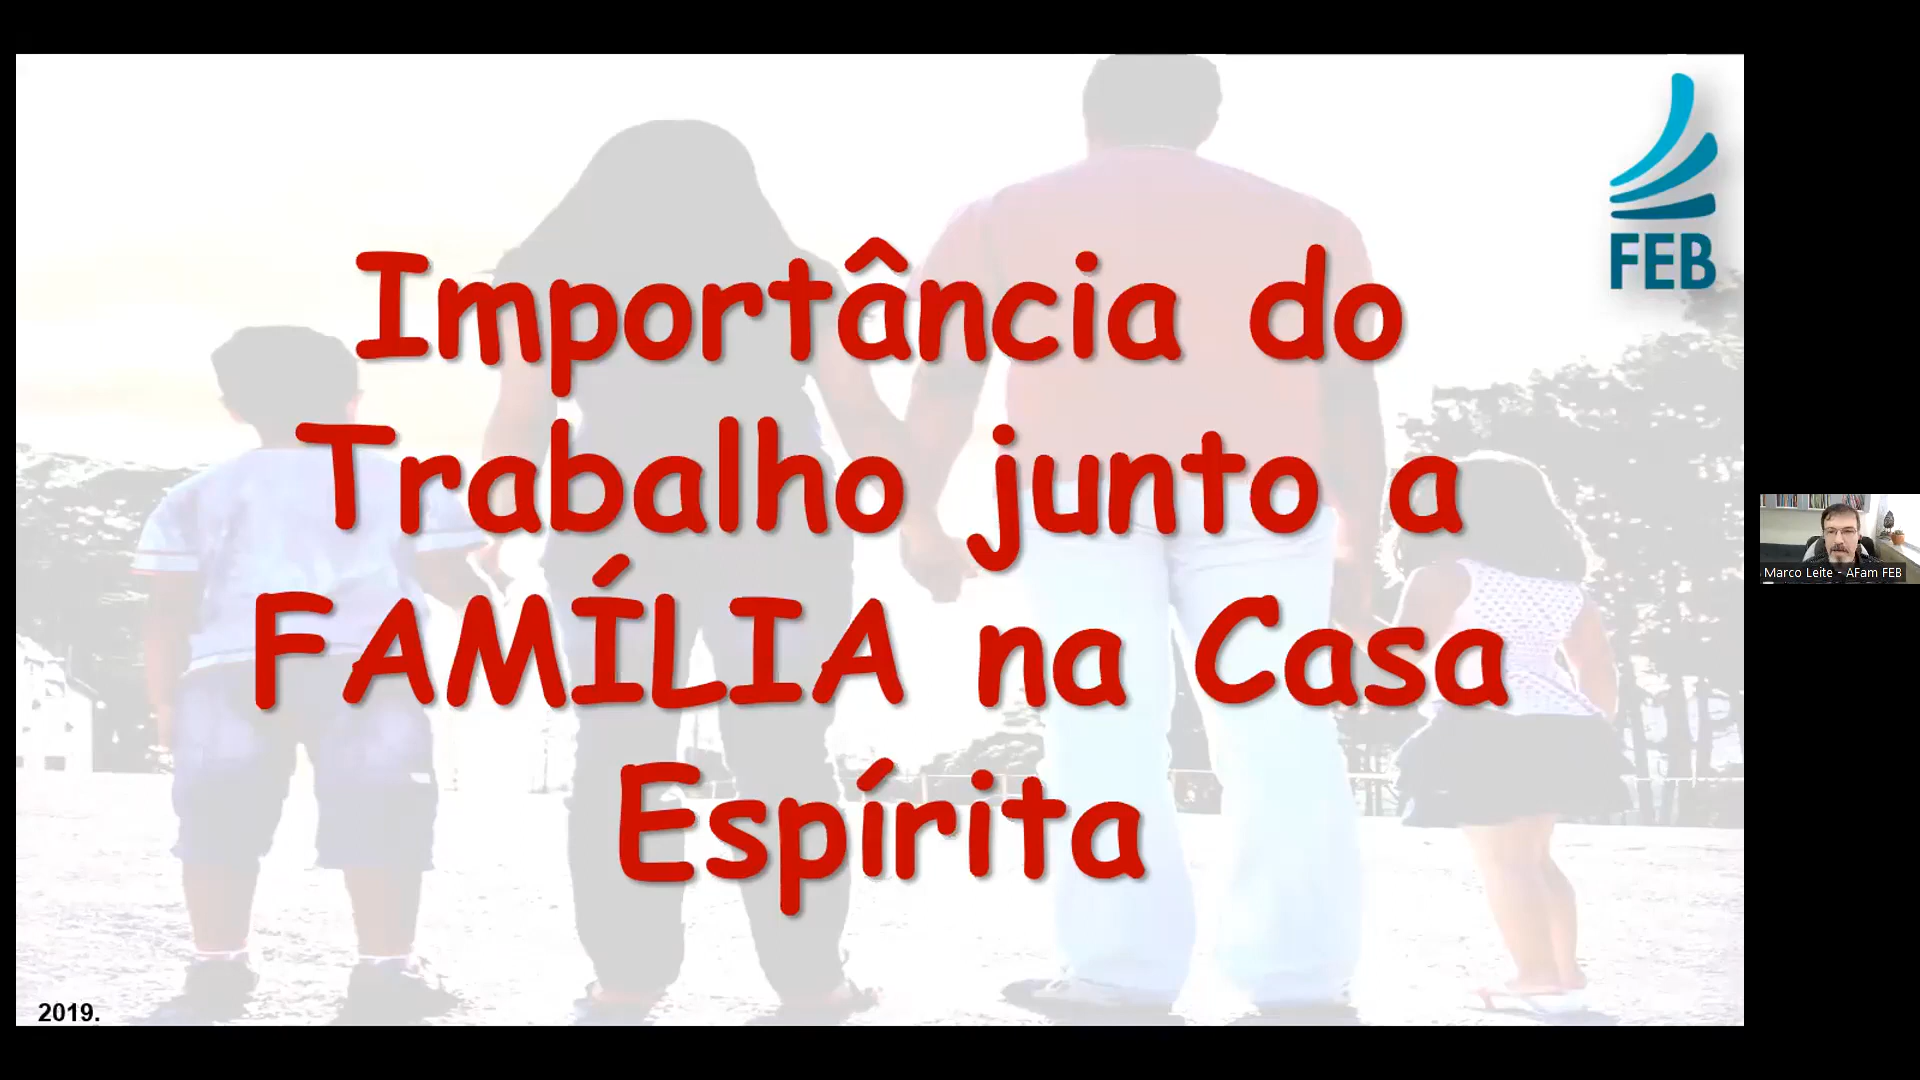 FEB
Importância do
Trabalho junto a
FAMÍLIA na Casa
Espírita
2019.
Marco Leite - AFam FEB